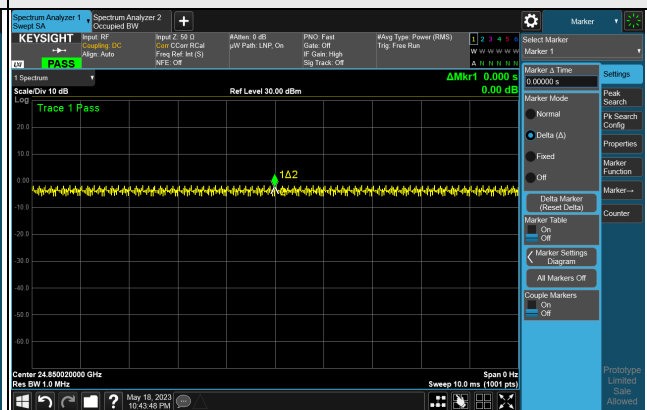 Spectrum Analyzer 1
Swept SA
Spectrum Analyzer 2
Occupied BW
Marker
KEYSIGHT
Input: RF
Coupling: DC
Align: Auto
Input Z: 50 Ω
Corr CCorr RCal
Freq Ref: Int (S)
NFE: Off
#Atten: 0 dB
µW Path: LNP, On
PNO: Fast
Gate: Off
IF Gain: High
Sig Track: Off
#Avg Type: Power (RMS)
Trig: Free Run
1 2 3 4 5 6
W W W W W W
A N N N N N
LXI
PASS
Select Marker
Marker 1
1 Spectrum
Scale/Div 10 dB
Ref Level 30.00 dBm
ΔMkr1 0.000 s
0.00 dB
Log
Trace 1 Pass
20.0
10.0
0.00
-10.0
-20.0
-30.0
-40.0
-50.0
-60.0
1Δ2
Center 24.850020000 GHz
Res BW 1.0 MHz
Span 0 Hz
Sweep 10.0 ms (1001 pts)
Marker Δ Time
0.00000 s
Marker Mode
Normal
Delta (Δ)
Fixed
Off
Delta Marker
(Reset Delta)
Marker Table
On
Off
Marker Settings
Diagram
All Markers Off
Couple Markers
On
Off
Settings
Peak
Search
Pk Search
Config
Properties
Marker
Function
Marker→
Counter
Prototype
Limited
Sale
Allowed
?
May 18, 2023
10:43:48 PM